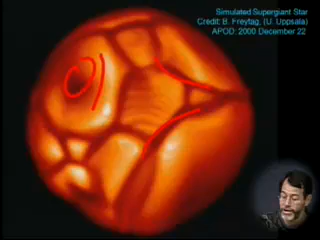 Simulated Supergiant Star
Credit: B. Freytag, (U. Uppsala)
APOD: 2000 December 22